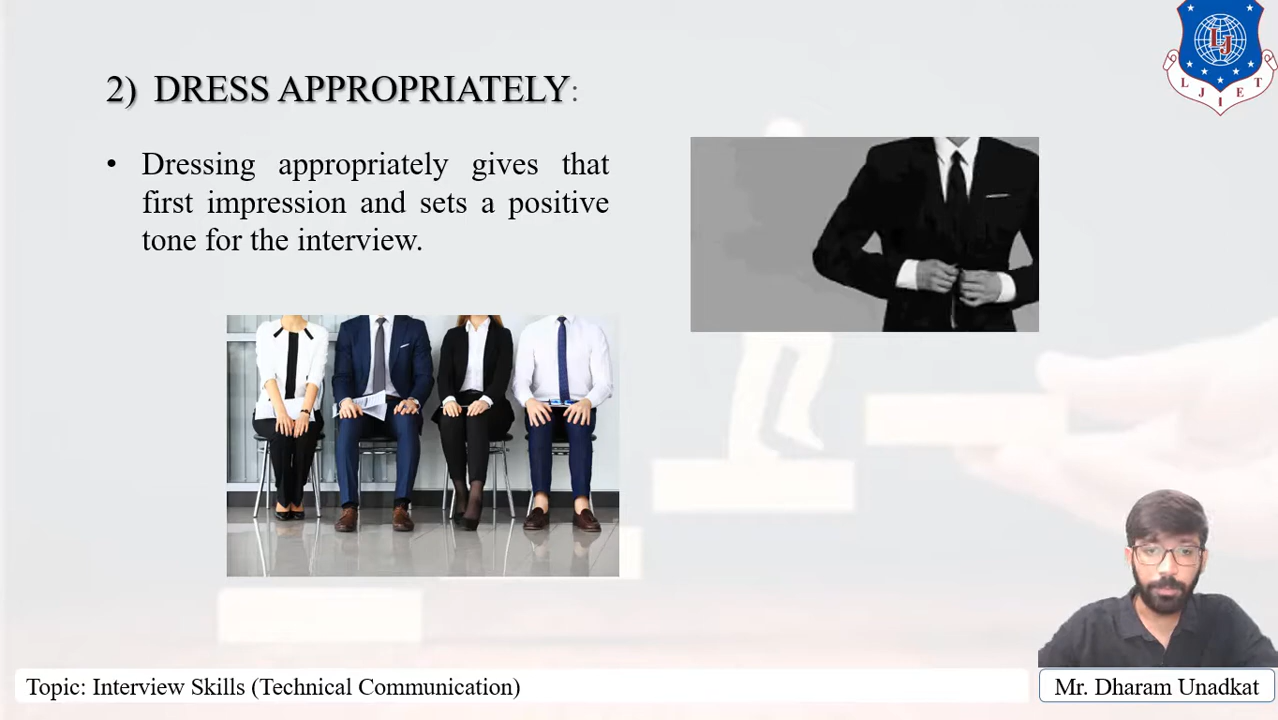 2) DRESS APPROPRIATELY:
• Dressing appropriately gives that
first impression and sets a positive
tone for the interview.
LJ
L J I E T
Topic: Interview Skills (Technical Communication)
Mr. Dharam Unadkat